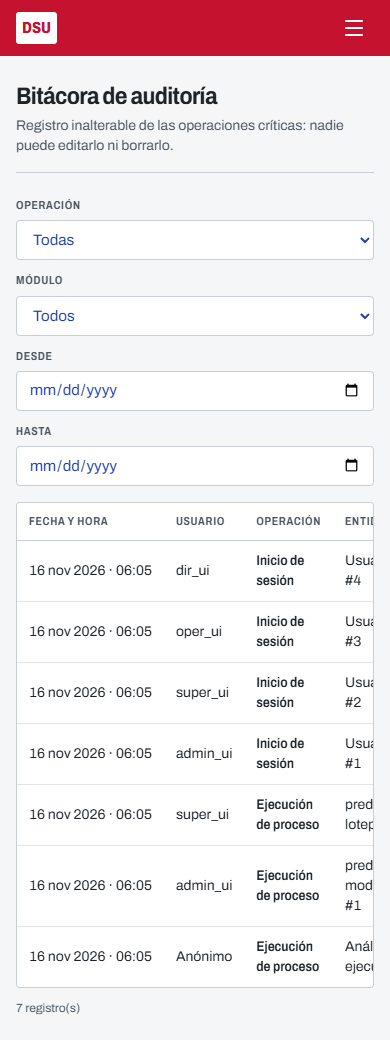 DSU
Bitácora de auditoría
Registro inalterable de las operaciones críticas: nadie
puede editarlo ni borrarlo.
OPERACIÓN
Todas
MÓDULO
Todos
DESDE
mm/dd/yyyy
HASTA
mm/dd/yyyy
FECHA Y HORA USUARIO OPERACIÓN
16 nov 2026 · 06:05 dir_ui Inicio de
sesión #4
16 nov 2026 · 06:05 oper_ui Inicio de
sesión #3
16 nov 2026 · 06:05 super_ui Inicio de
sesión #2
16 nov 2026 · 06:05 admin_ui Inicio de
sesión #1
16 nov 2026 · 06:05 super_ui Ejecución pred
de proceso
16 nov 2026 · 06:05 admin_ui Ejecución pred
de proceso mod
#1
16 nov 2026 · 06:05 Anónimo Ejecución
de proceso
7 registro(s)